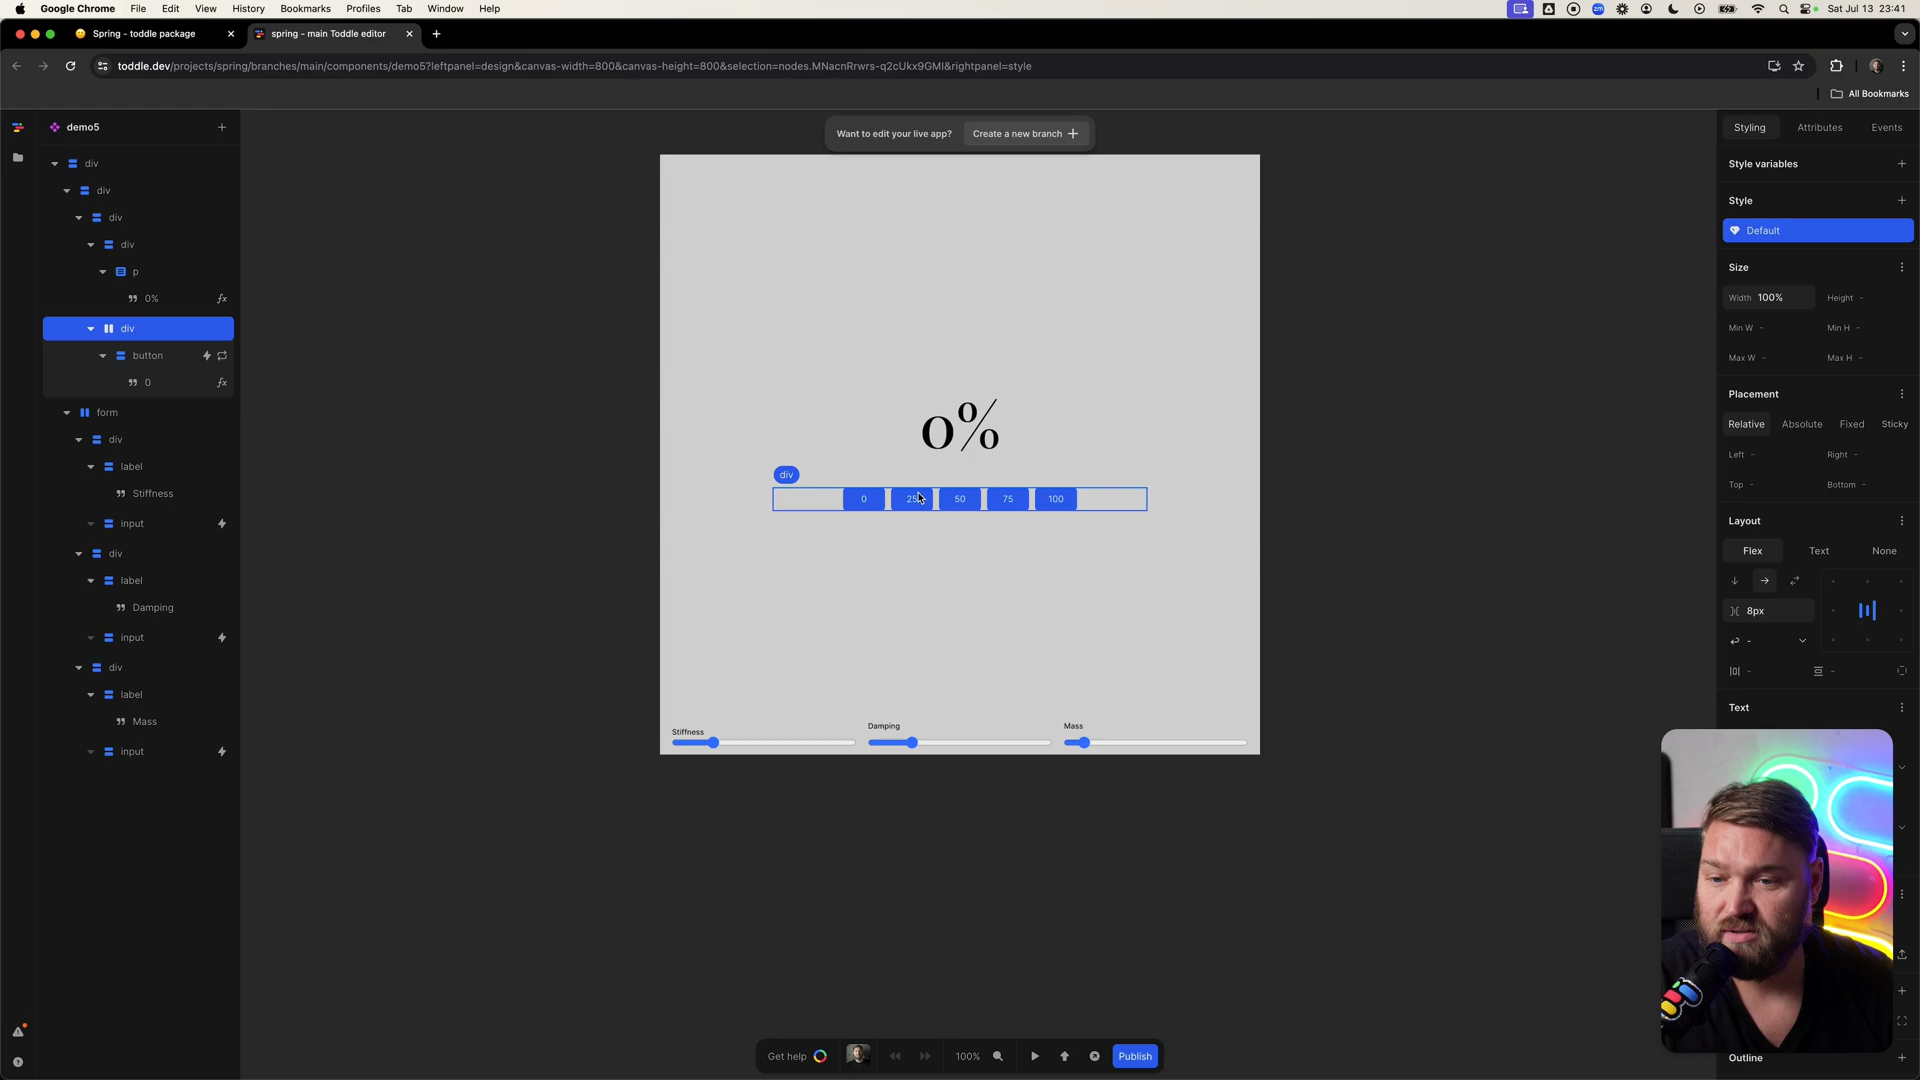 Google Chrome File Edit View History Bookmarks Profiles Tab Window Help Sat Jul 13 23:41
Spring - toddle package
spring - main Toddle editor
toddle.dev/projects/spring/branches/main/components/demo5?leftpanel=design&canvas-width=800&canvas-height=800&selection=nodes.MNacnRrwrs-q2cUkx9GMI&rightpanel=style
All Bookmarks
demo5
div
div
div
div
p
0% fx
div
button
0 fx
form
div
label
Stiffness
input
div
label
Damping
input
div
label
Mass
input
Want to edit your live app? Create a new branch
0%
div
0 25 50 75 100
Stiffness Damping Mass
Get help 100% Publish
Styling Attributes Events
Style variables
Style
Default
Size
Width 100% Height -
Min W - Min H -
Max W - Max H -
Placement
Relative Absolute Fixed Sticky
Left - Right -
Top - Bottom -
Layout
Flex Text None
8px
-
- -
Text
Outline